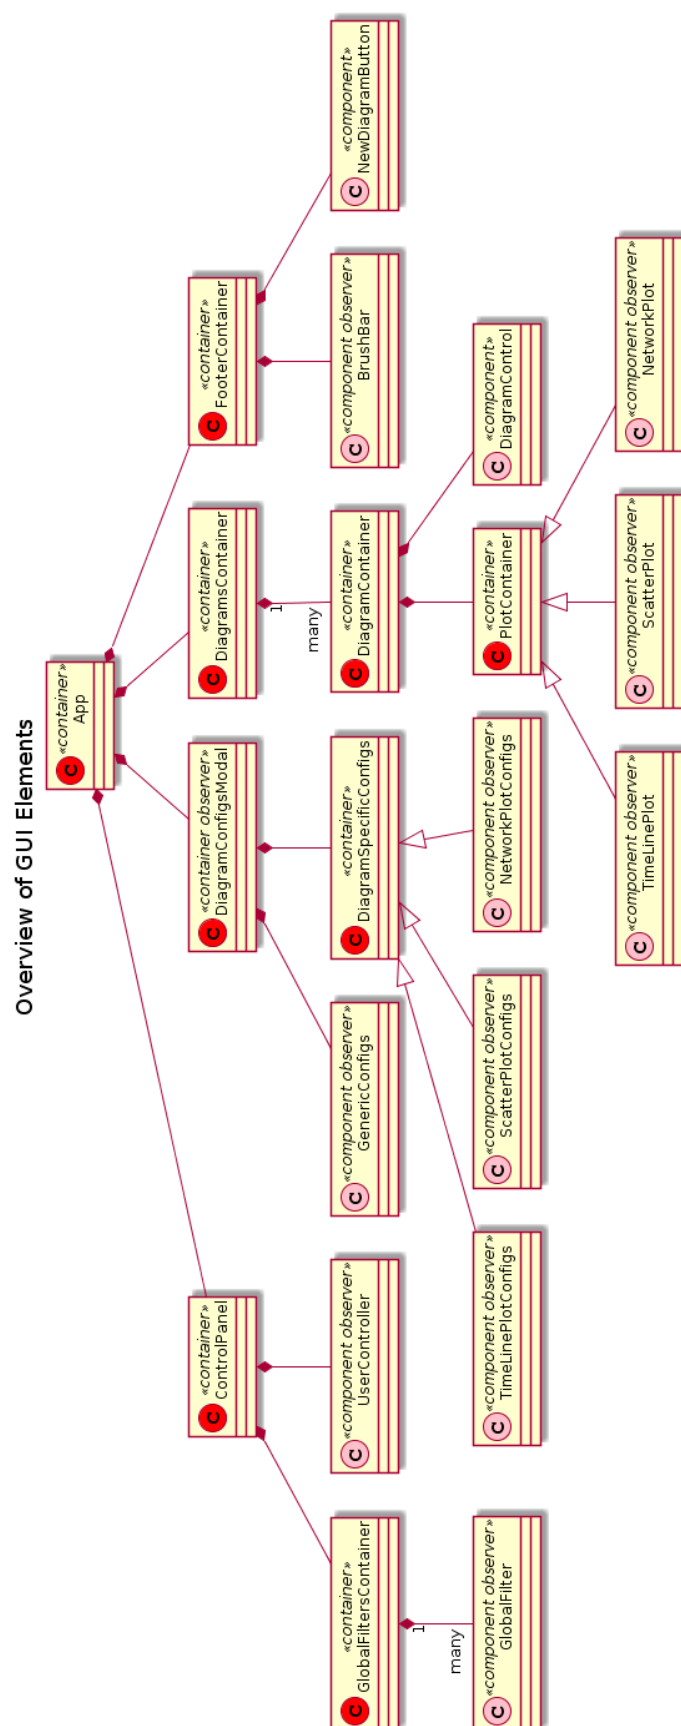 Overview of GUI Elements
«container»
C App
«container»
C ControlPanel
«container observer»
C DiagramConfigsModal
«container»
C DiagramsContainer
«container»
C FooterContainer
1
many
«container»
C GlobalFiltersContainer
«component observer»
C UserController
«component observer»
C GenericConfigs
«container»
C DiagramSpecificConfigs
«container»
C DiagramContainer
«component observer»
C BrushBar
«component»
C NewDiagramButton
1
many
«component observer»
C GlobalFilter
«component observer»
C TimeLinePlotConfigs
«component observer»
C ScatterPlotConfigs
«component observer»
C NetworkPlotConfigs
«container»
C PlotContainer
«component»
C DiagramControl
«component observer»
C TimeLinePlot
«component observer»
C ScatterPlot
«component observer»
C NetworkPlot